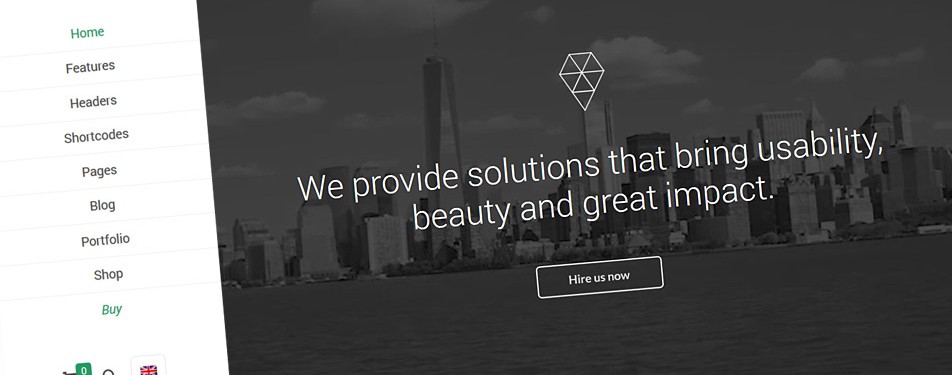 Home
Features
Headers
Shortcodes
Pages
Blog
Portfolio
Shop
Buy
0
We provide solutions that bring usability,
beauty and great impact.
Hire us now